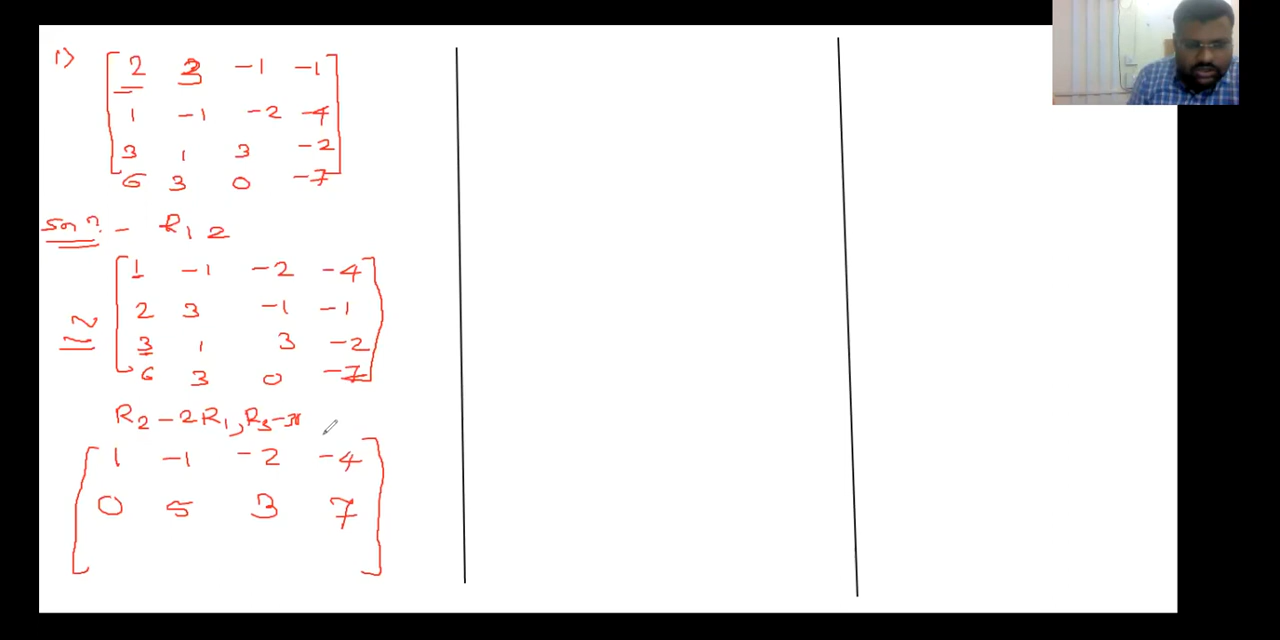 1) 2 3 -1 -1
1 -1 -2 -4
3 1 3 -2
6 3 0 -7
- R12
1 -1 -2 -4
2 3 -1 -1
≅ 3 1 3 -2
6 3 0 -7
R2 - 2R1, R3 - 3R
1 -1 -2 -4
0 5 3 7